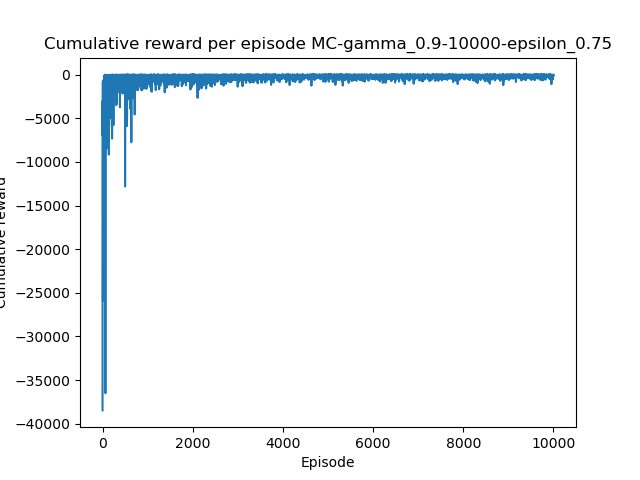 Cumulative reward per episode MC-gamma_0.9-10000-epsilon_0.75
0
−5000
−10000
−15000
−20000
−25000
−30000
−35000
−40000
Cumulative reward
0 2000 4000 6000 8000 10000
Episode